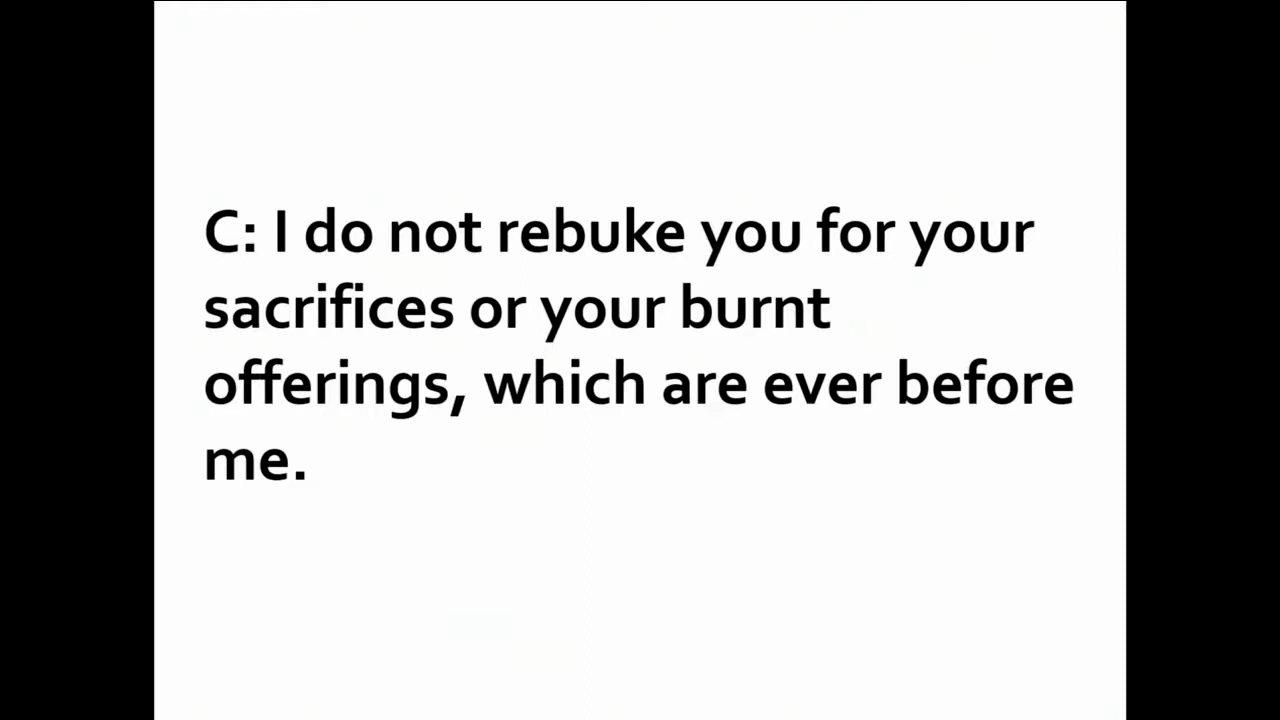 C: I do not rebuke you for your
sacrifices or your burnt
offerings, which are ever before
me.